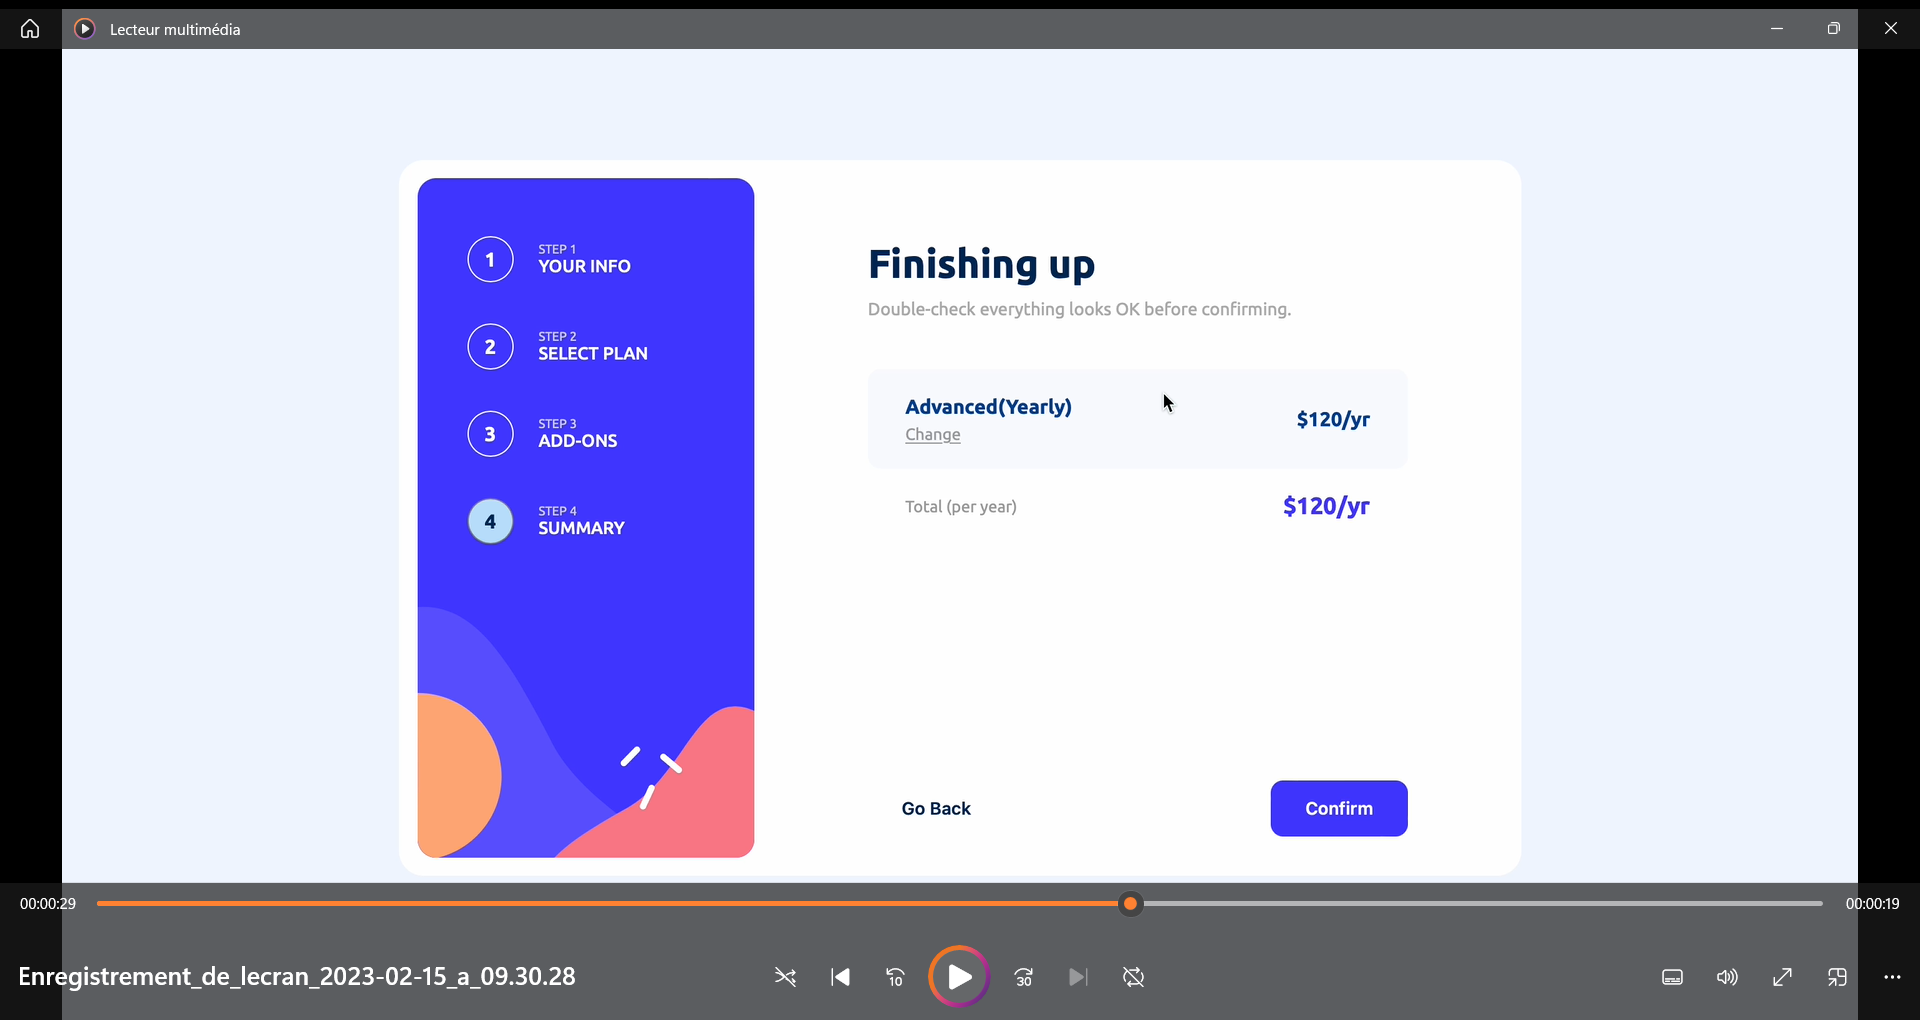 Lecteur multimédia
1
STEP 1
YOUR INFO
2
STEP 2
SELECT PLAN
3
STEP 3
ADD-ONS
4
STEP 4
SUMMARY
Finishing up
Double-check everything looks OK before confirming.
Advanced(Yearly)
Change
$120/yr
Total (per year)
$120/yr
Go Back
Confirm
00:00:29
00:00:19
Enregistrement_de_lecran_2023-02-15_a_09.30.28
10
30